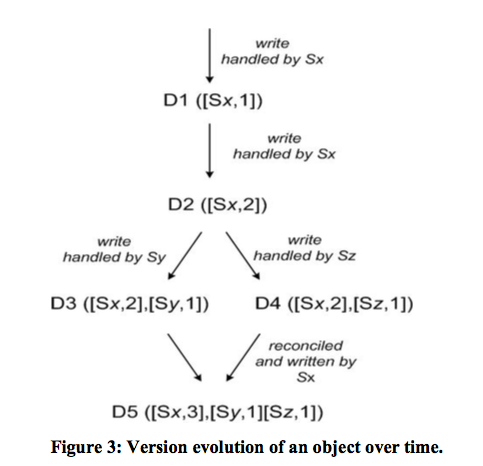 write
handled by Sx
D1 ([Sx,1])
write
handled by Sx
D2 ([Sx,2])
write
handled by Sy
write
handled by Sz
D3 ([Sx,2],[Sy,1])
D4 ([Sx,2],[Sz,1])
reconciled
and written by
Sx
D5 ([Sx,3],[Sy,1][Sz,1])
Figure 3: Version evolution of an object over time.